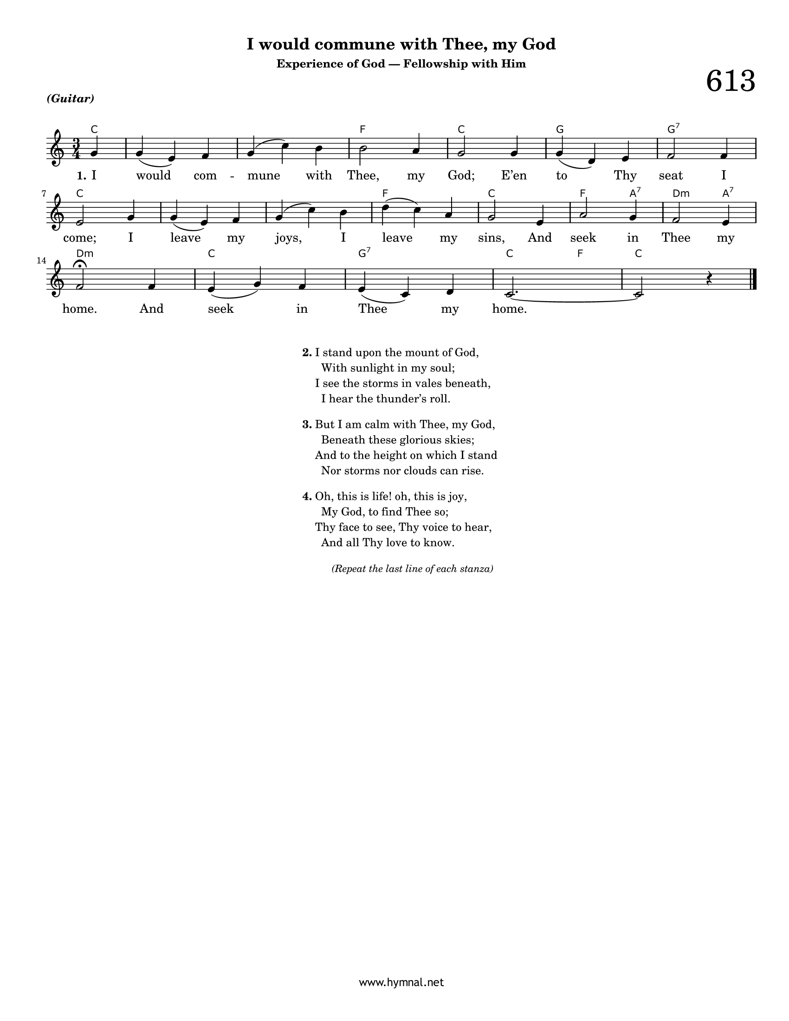 I would commune with Thee, my God
Experience of God — Fellowship with Him
613
(Guitar)
C F C G G7
3
4
1. I would com - mune with Thee, my God; E'en to Thy seat I
7
C F C F A7 Dm A7
come; I leave my joys, I leave my sins, And seek in Thee my
14
Dm C G7 C F C
home. And seek in Thee my home.
2. I stand upon the mount of God,
With sunlight in my soul;
I see the storms in vales beneath,
I hear the thunder's roll.
3. But I am calm with Thee, my God,
Beneath these glorious skies;
And to the height on which I stand
Nor storms nor clouds can rise.
4. Oh, this is life! oh, this is joy,
My God, to find Thee so;
Thy face to see, Thy voice to hear,
And all Thy love to know.
(Repeat the last line of each stanza)
www.hymnal.net